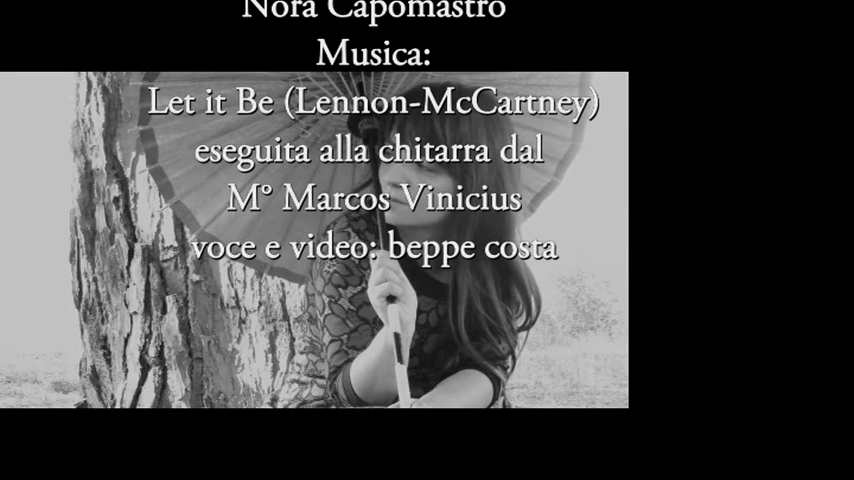 Nora Capomastro
Musica:
Let it Be (Lennon-McCartney)
eseguita alla chitarra dal
M° Marcos Vinicius
voce e video: beppe costa